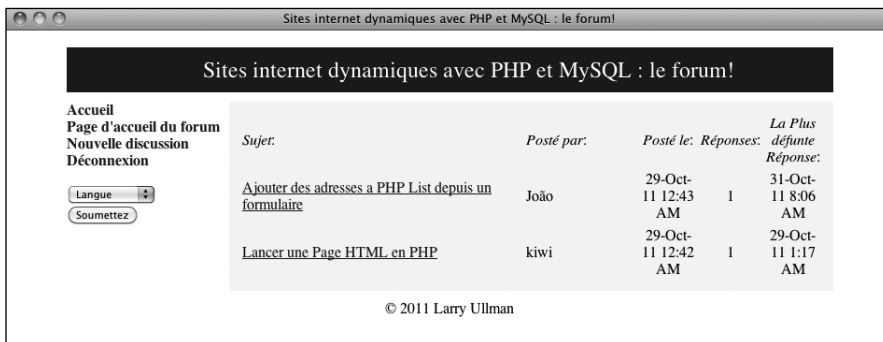 Sites internet dynamiques avec PHP et MySQL : le forum!
Sites internet dynamiques avec PHP et MySQL : le forum!
Accueil
Page d'accueil du forum
Nouvelle discussion
Déconnexion
Langue
Soumettez
Sujet:
Posté par:
Posté le:
Réponses:
La Plus
défunte
Réponse:
Ajouter des adresses a PHP List depuis un
formulaire
João
29-Oct-
11 12:43
AM
1
31-Oct-
11 8:06
AM
Lancer une Page HTML en PHP
kiwi
29-Oct-
11 12:42
AM
1
29-Oct-
11 1:17
AM
© 2011 Larry Ullman